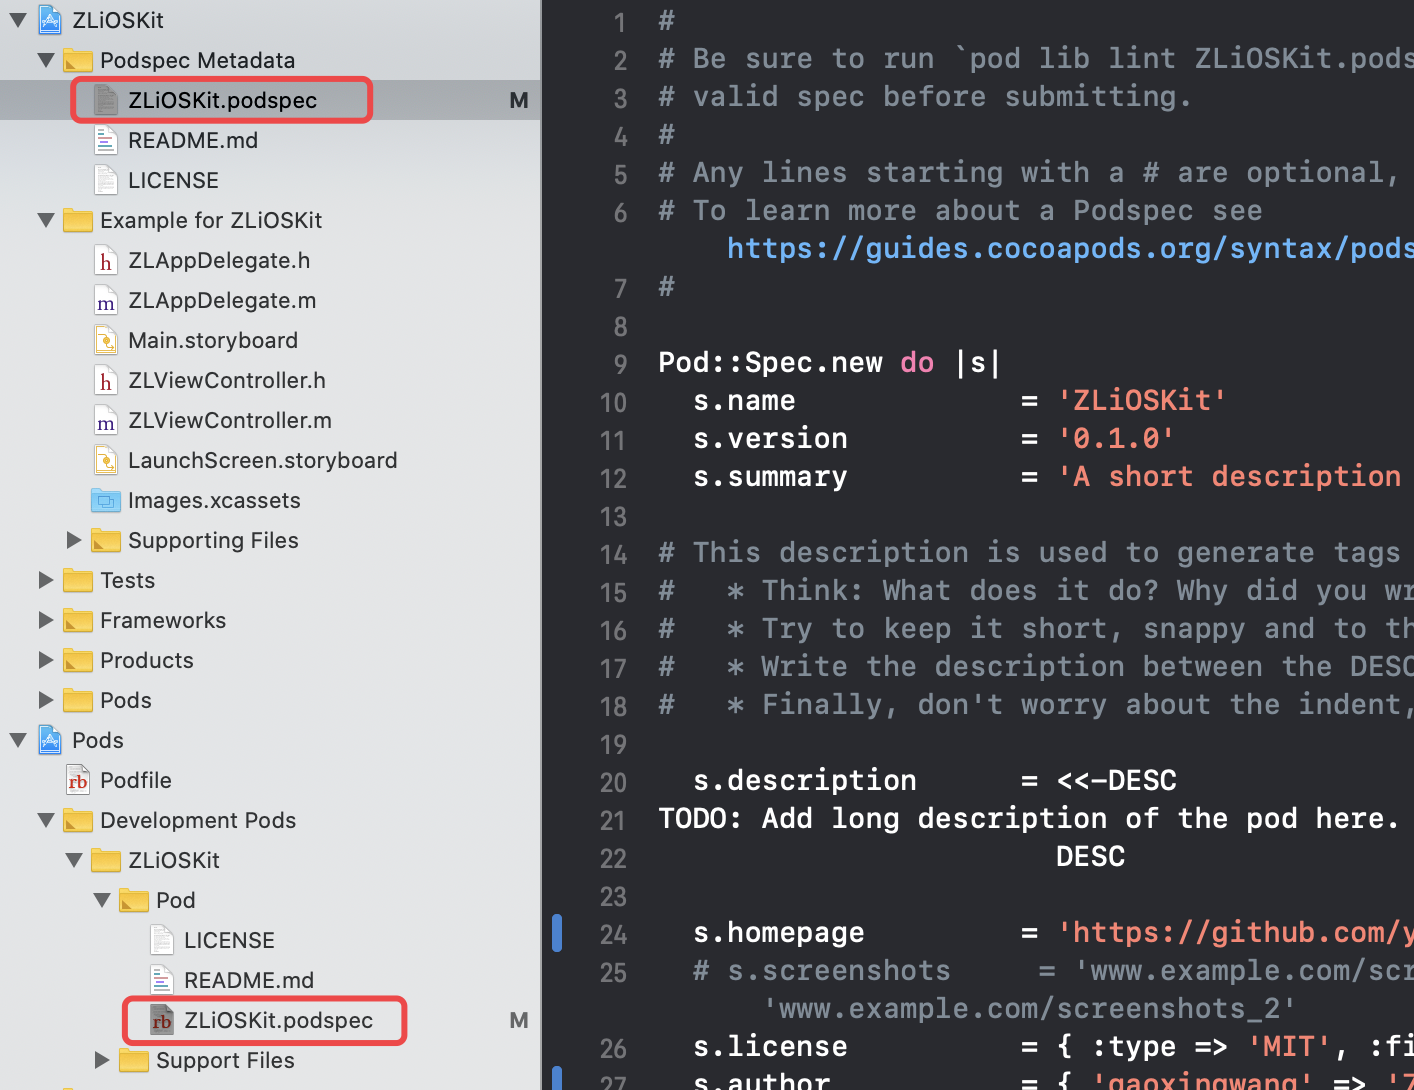 ZLiOSKit
Podspec Metadata
ZLiOSKit.podspec M
README.md
LICENSE
Example for ZLiOSKit
h ZLAppDelegate.h
m ZLAppDelegate.m
Main.storyboard
h ZLViewController.h
m ZLViewController.m
LaunchScreen.storyboard
Images.xcassets
Supporting Files
Tests
Frameworks
Products
Pods
Pods
rb Podfile
Development Pods
ZLiOSKit
Pod
LICENSE
README.md
rb ZLiOSKit.podspec M
Support Files
1 #
2 # Be sure to run `pod lib lint ZLiOSKit.pods
3 # valid spec before submitting.
4 #
5 # Any lines starting with a # are optional,
6 # To learn more about a Podspec see
https://guides.cocoapods.org/syntax/pods
7 #
8
9 Pod::Spec.new do |s|
10 s.name = 'ZLiOSKit'
11 s.version = '0.1.0'
12 s.summary = 'A short description
13
14 # This description is used to generate tags
15 # * Think: What does it do? Why did you wr
16 # * Try to keep it short, snappy and to th
17 # * Write the description between the DESC
18 # * Finally, don't worry about the indent,
19
20 s.description = <<-DESC
21 TODO: Add long description of the pod here.
22 DESC
23
24 s.homepage = 'https://github.com/y
25 # s.screenshots = 'www.example.com/scr
'www.example.com/screenshots_2'
26 s.license = { :type => 'MIT', :fi
27 s.author = { 'gaoxingwang' => 'Z